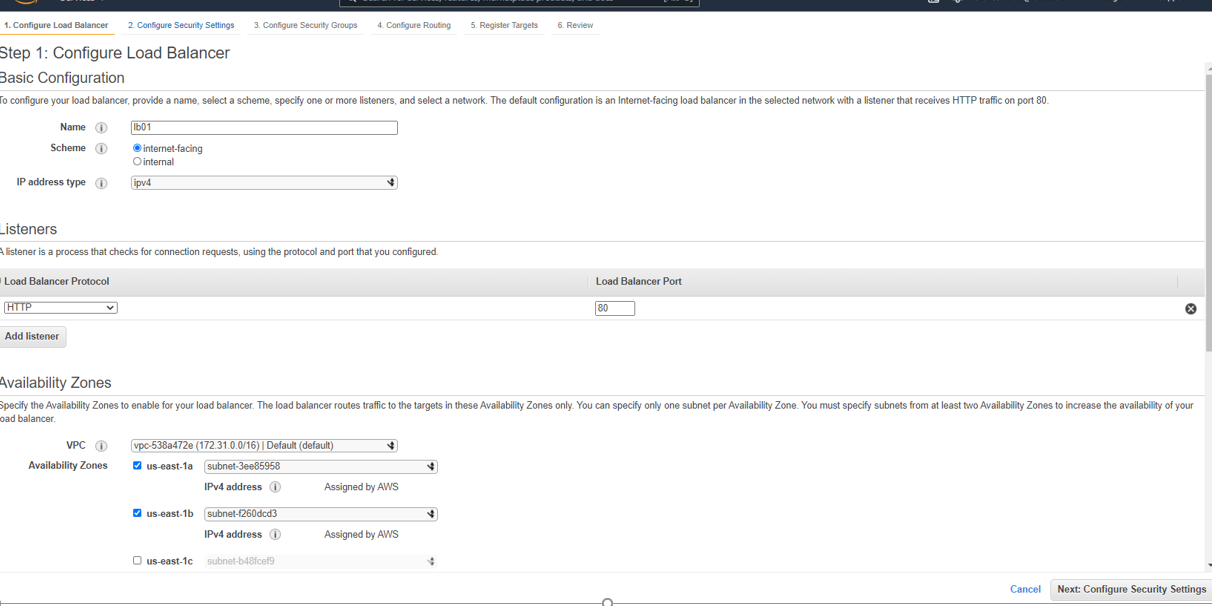 1. Configure Load Balancer 2. Configure Security Settings 3. Configure Security Groups 4. Configure Routing 5. Register Targets 6. Review
Step 1: Configure Load Balancer
Basic Configuration
To configure your load balancer, provide a name, select a scheme, specify one or more listeners, and select a network. The default configuration is an Internet-facing load balancer in the selected network with a listener that receives HTTP traffic on port 80.
Name i lb01
Scheme i internet-facing
internal
IP address type i ipv4
Listeners
A listener is a process that checks for connection requests, using the protocol and port that you configured.
Load Balancer Protocol Load Balancer Port
HTTP 80
Add listener
Availability Zones
Specify the Availability Zones to enable for your load balancer. The load balancer routes traffic to the targets in these Availability Zones only. You can specify only one subnet per Availability Zone. You must specify subnets from at least two Availability Zones to increase the availability of your
load balancer.
VPC i vpc-538a472e (172.31.0.0/16) | Default (default)
Availability Zones us-east-1a subnet-3ee85958
IPv4 address i Assigned by AWS
us-east-1b subnet-f260dcd3
IPv4 address i Assigned by AWS
us-east-1c subnet-b48fcef9
Cancel Next: Configure Security Settings